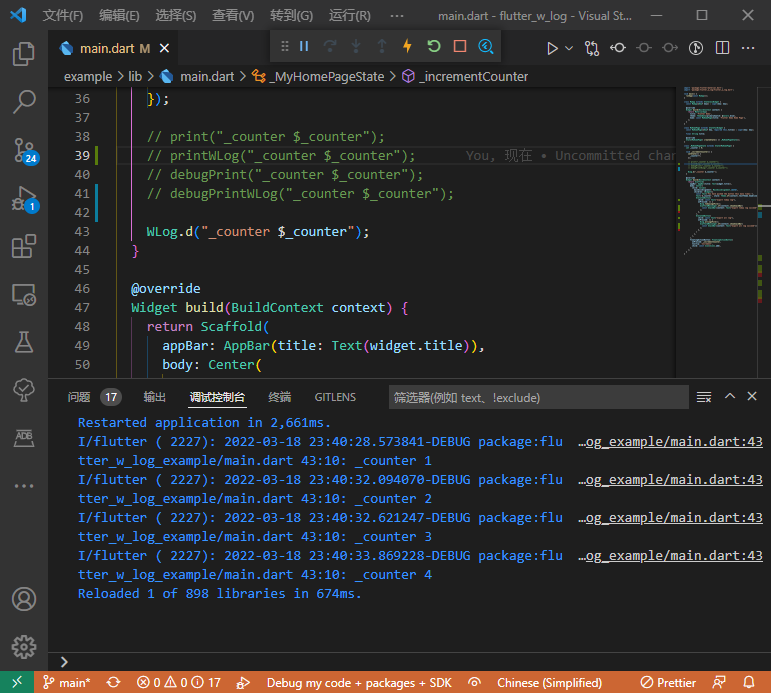 文件(F) 编辑(E) 选择(S) 查看(V) 转到(G) 运行(R) ··· main.dart - flutter_w_log - Visual St...
main.dart M
example > lib > main.dart > _MyHomePageState > _incrementCounter
36 });
37
38 // print("_counter $_counter");
39 // printWLog("_counter $_counter"); You, 现在 • Uncommitted chan
40 // debugPrint("_counter $_counter");
41 // debugPrintWLog("_counter $_counter");
42
43 WLog.d("_counter $_counter");
44 }
45
46 @override
47 Widget build(BuildContext context) {
48 return Scaffold(
49 appBar: AppBar(title: Text(widget.title)),
50 body: Center(
24
1
ADB
问题 17 输出 调试控制台 终端 GITLENS 筛选器(例如 text、!exclude)
Restarted application in 2,661ms.
I/flutter ( 2227): 2022-03-18 23:40:28.573841-DEBUG package:flu …og_example/main.dart:43
tter_w_log_example/main.dart 43:10: _counter 1
I/flutter ( 2227): 2022-03-18 23:40:32.094070-DEBUG package:flu …og_example/main.dart:43
tter_w_log_example/main.dart 43:10: _counter 2
I/flutter ( 2227): 2022-03-18 23:40:32.621247-DEBUG package:flu …og_example/main.dart:43
tter_w_log_example/main.dart 43:10: _counter 3
I/flutter ( 2227): 2022-03-18 23:40:33.869228-DEBUG package:flu …og_example/main.dart:43
tter_w_log_example/main.dart 43:10: _counter 4
Reloaded 1 of 898 libraries in 674ms.
main* 0 0 17 Debug my code + packages + SDK Chinese (Simplified) Prettier